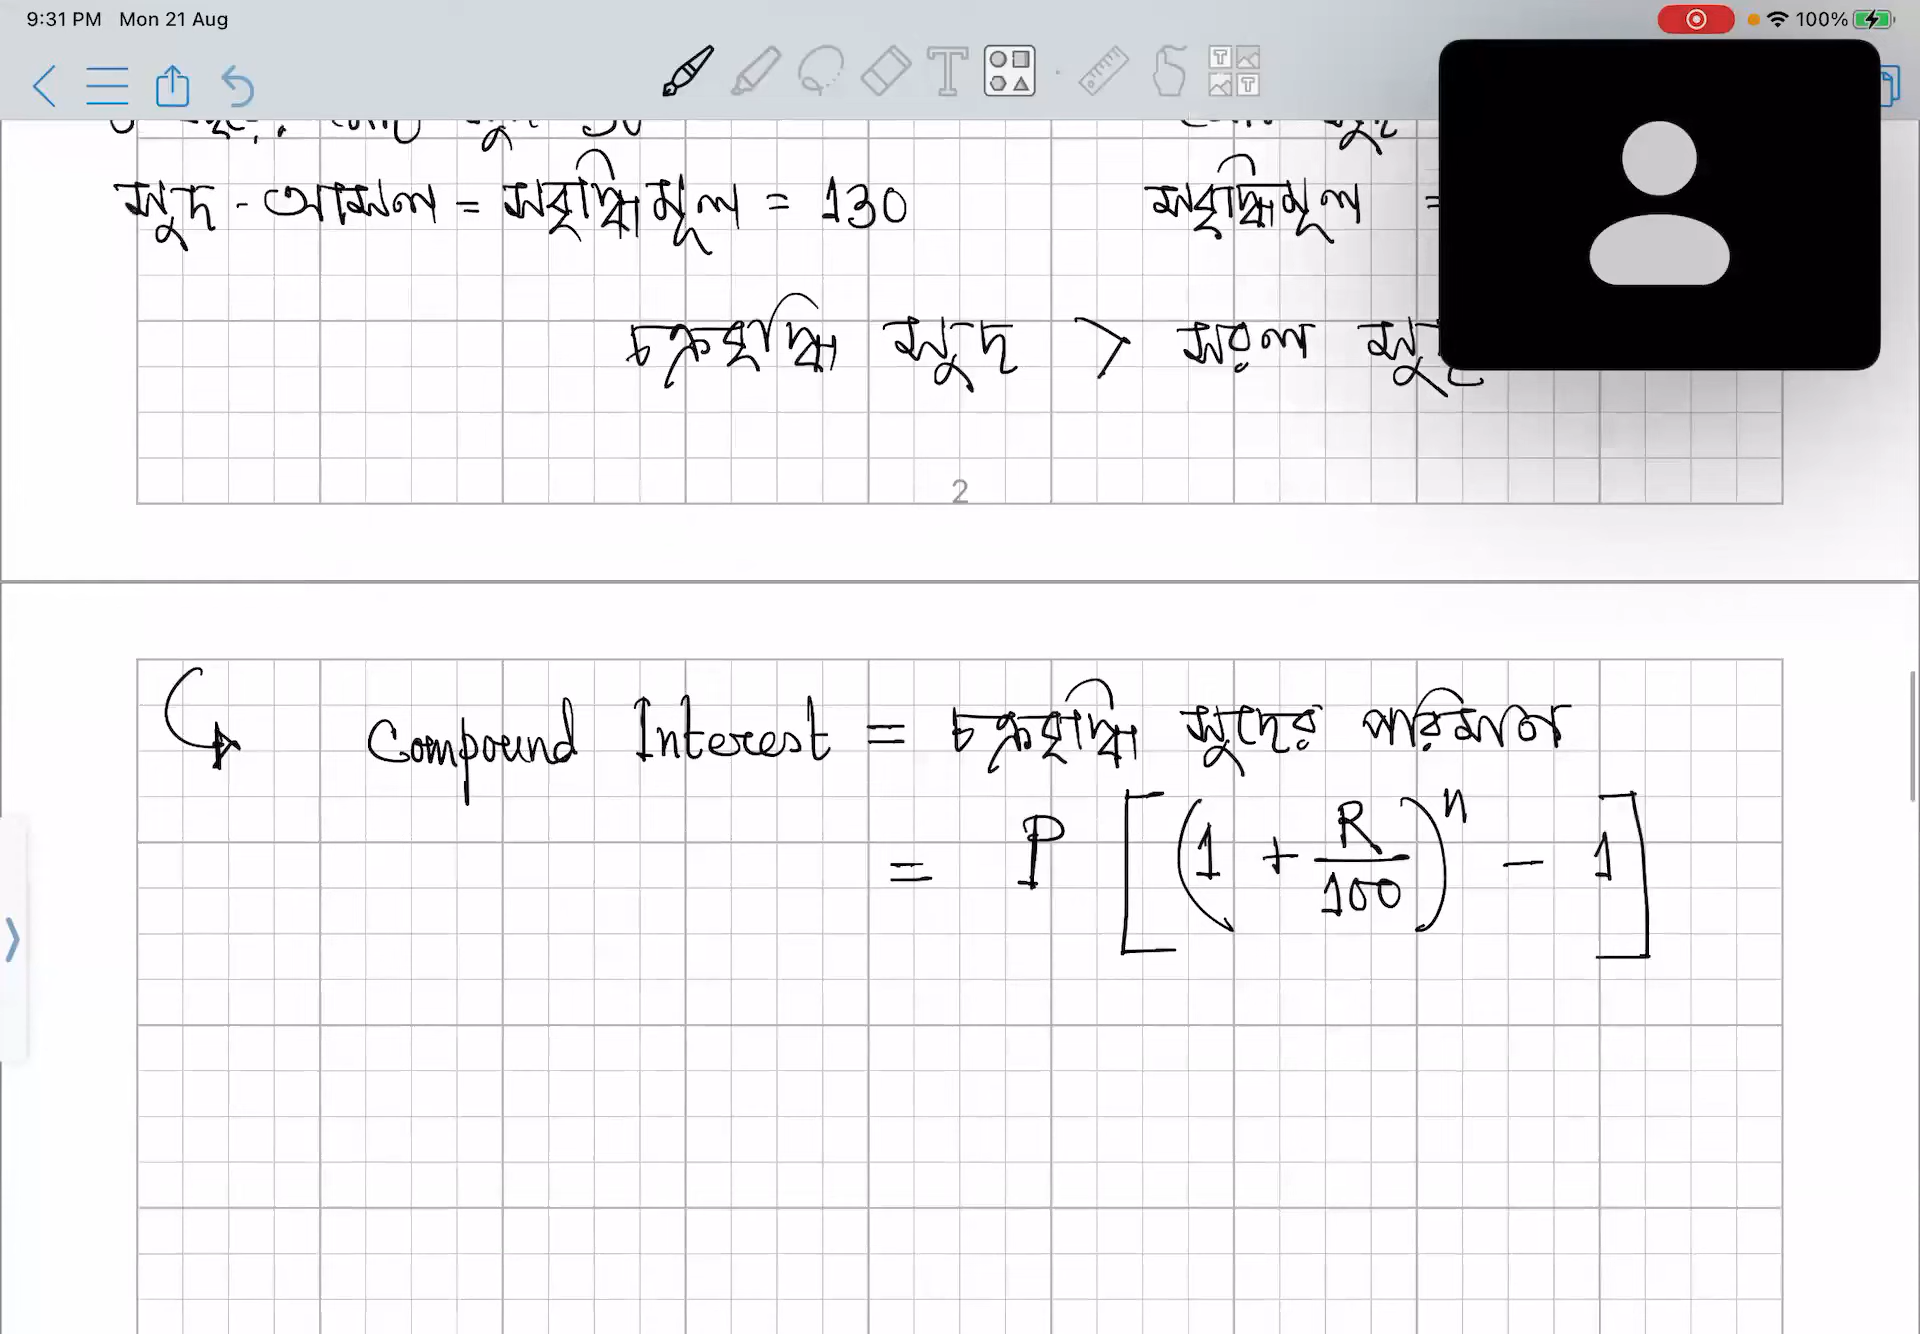 9:31 PM Mon 21 Aug
100%
সুদ - আসল = সবৃদ্ধিমূল = 130
সবৃদ্ধিমূল =
চক্রবৃদ্ধি সুদ > সরল
2
Compound Interest = চক্রবৃদ্ধি সুদের পরিমাণ
= P [(1 + R/100)^n - 1]